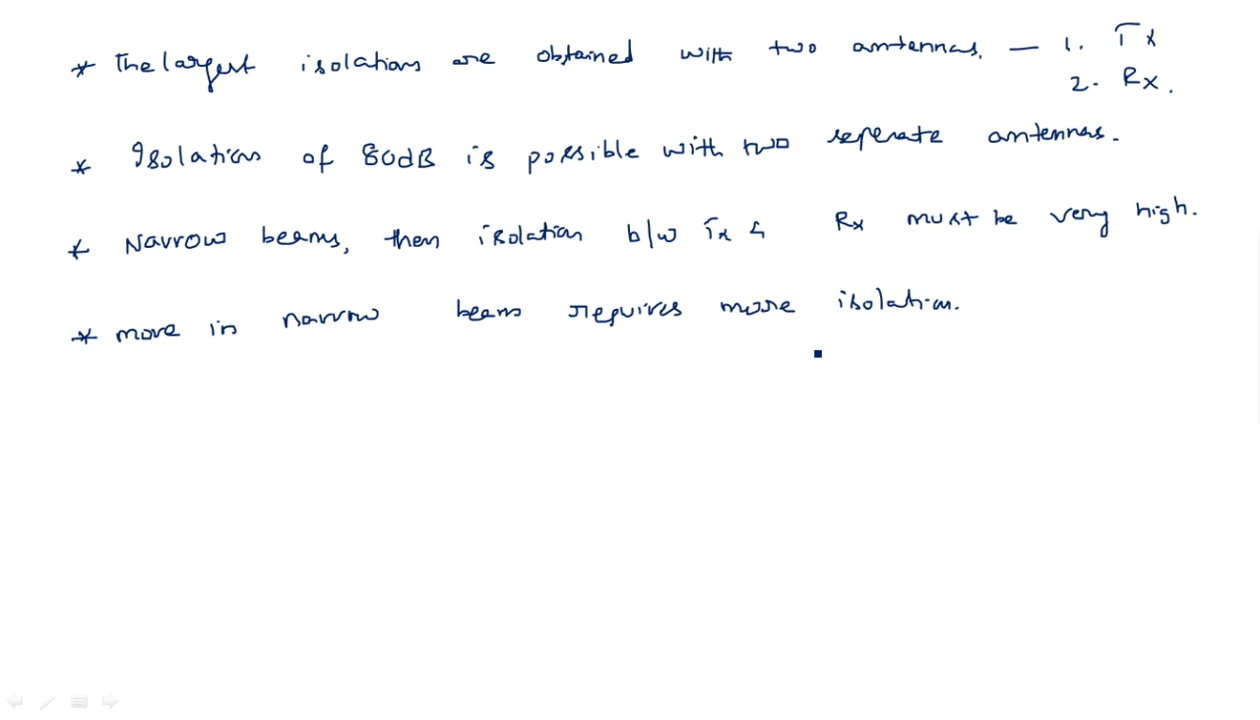 * The largest isolations are obtained with two antennas. — 1. Tx
2. Rx.
* Isolation of 80dB is possible with two seperate antennas.
* Narrow beams, then isolation b/w Tx & Rx must be very high.
* more in narrow beam requires more isolation.